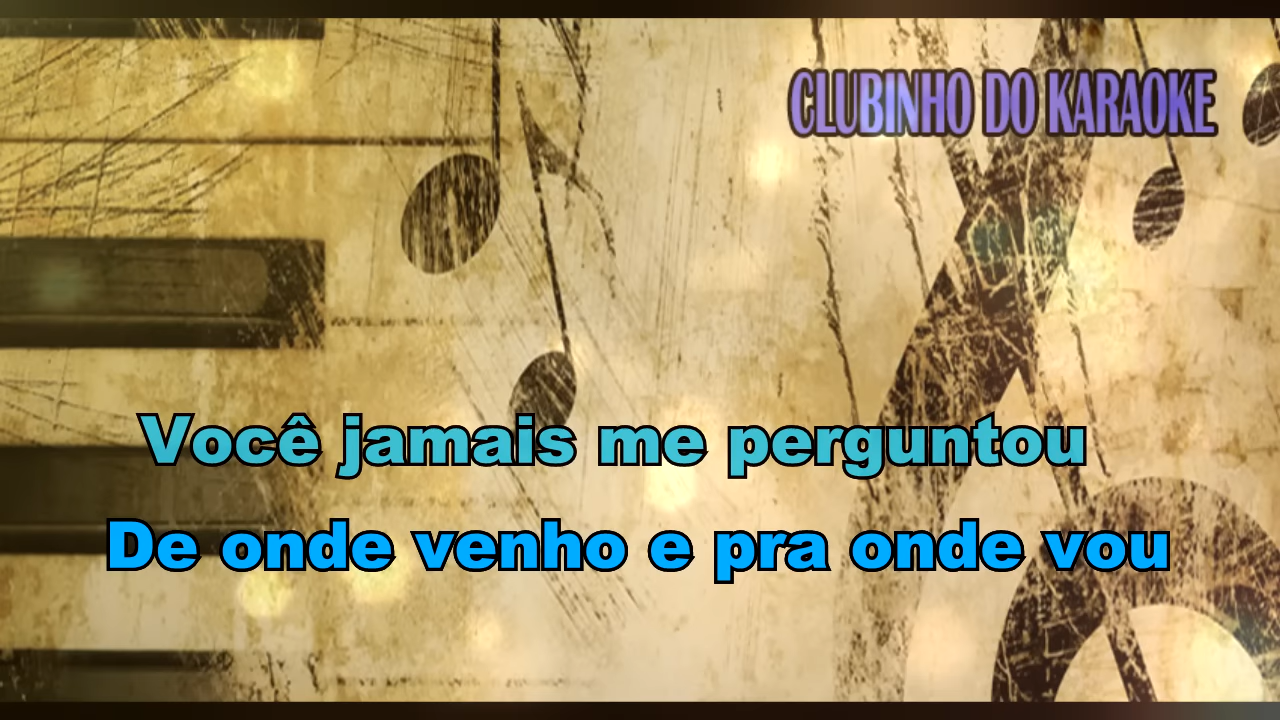 CLUBINHO DO KARAOKE
Você jamais me perguntou
De onde venho e pra onde vou